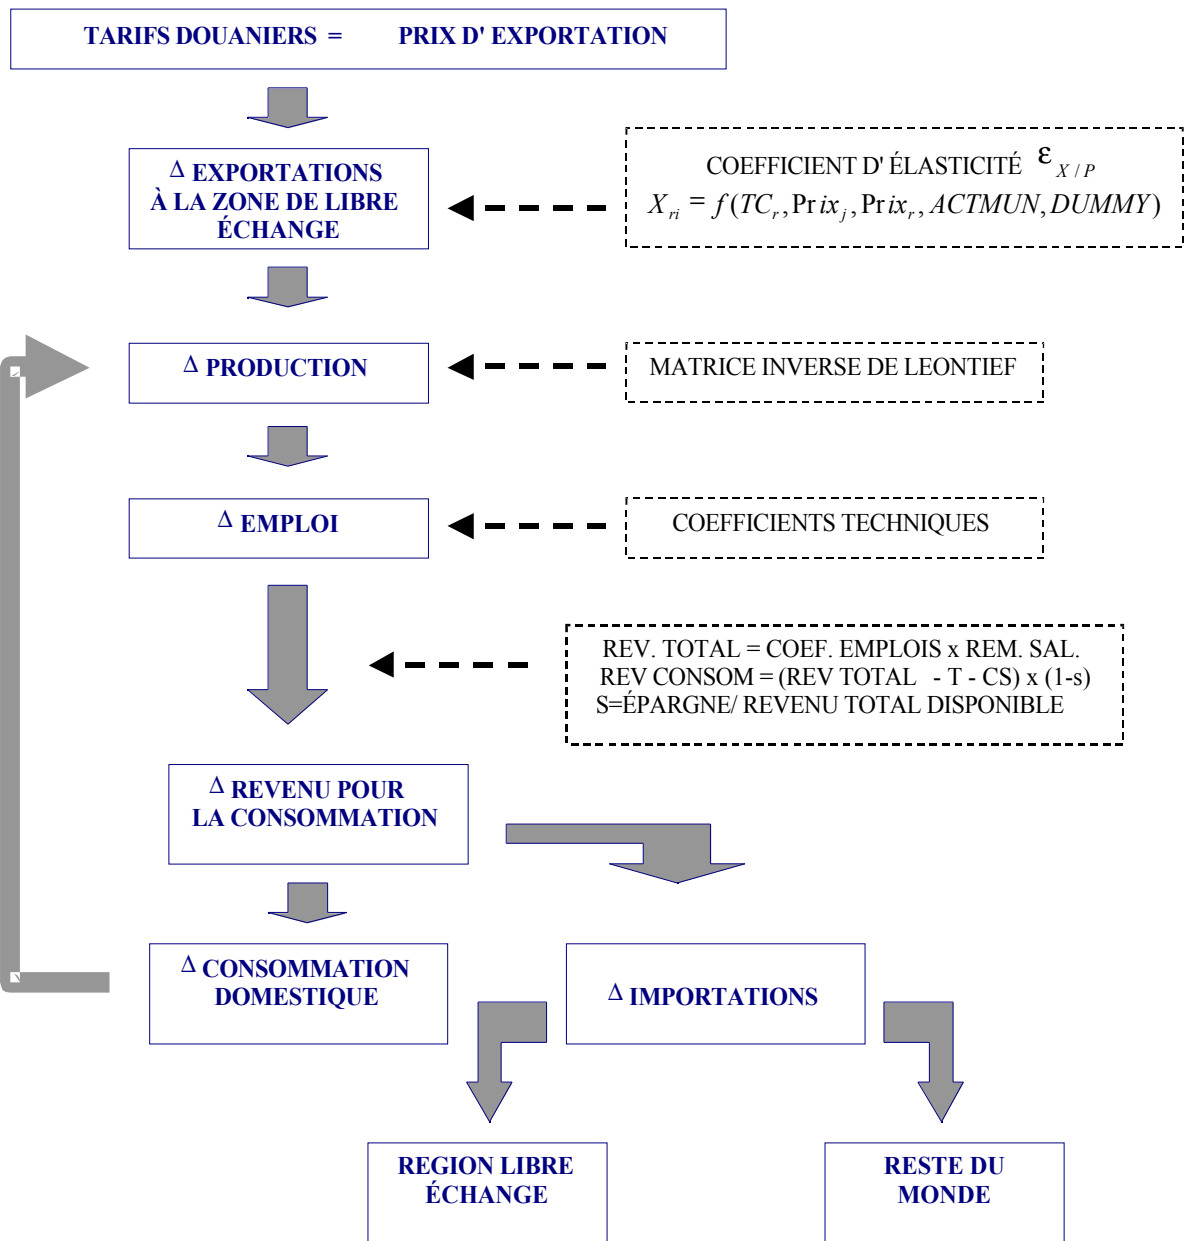 TARIFS DOUANIERS = PRIX D' EXPORTATION
Δ EXPORTATIONS
À LA ZONE DE LIBRE
ÉCHANGE
COEFFICIENT D' ÉLASTICITÉ ε X / P
X ri = f (TC r , Prix j , Prix r , ACTMUN, DUMMY)
Δ PRODUCTION
MATRICE INVERSE DE LEONTIEF
Δ EMPLOI
COEFFICIENTS TECHNIQUES
REV. TOTAL = COEF. EMPLOIS x REM. SAL.
REV CONSOM = (REV TOTAL - T - CS) x (1-s)
S=ÉPARGNE/ REVENU TOTAL DISPONIBLE
Δ REVENU POUR
LA CONSOMMATION
Δ CONSOMMATION
DOMESTIQUE
Δ IMPORTATIONS
REGION LIBRE
ÉCHANGE
RESTE DU
MONDE